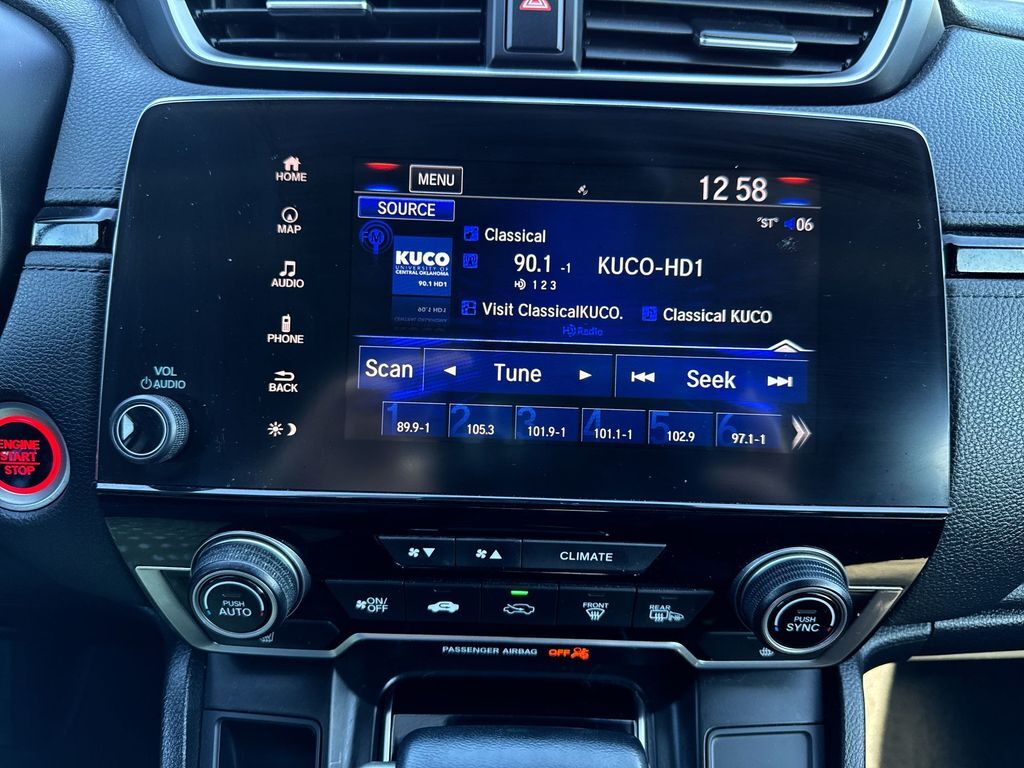 HOME
MAP
AUDIO
PHONE
BACK
VOL
AUDIO
ENGINE
START
STOP
MENU
12 58
SOURCE
"ST" 06
FM
KUCO
UNIVERSITY OF
CENTRAL OKLAHOMA
90.1 HD1
Classical
90.1 -1 KUCO-HD1
HD 1 2 3
Visit ClassicalKUCO. Classical KUCO
HD Radio
Scan Tune Seek
1 2 3 4 5 6
89.9-1 105.3 101.9-1 101.1-1 102.9 97.1-1
CLIMATE
PUSH
AUTO
ON/
OFF
FRONT
REAR
PUSH
SYNC
PASSENGER AIRBAG OFF